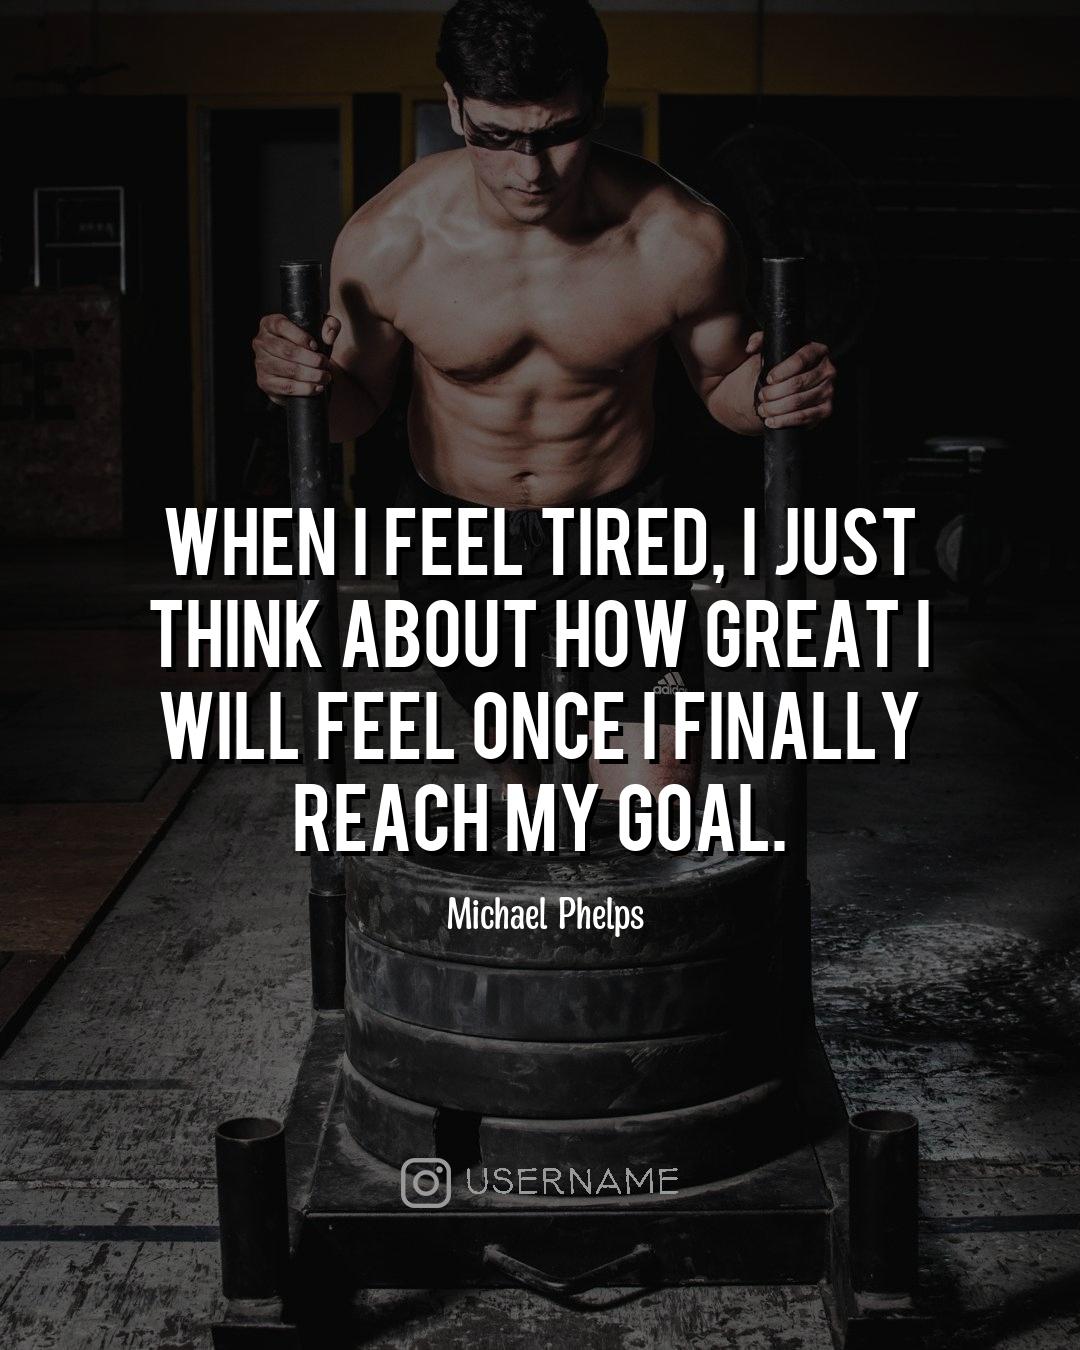 WHEN I FEEL TIRED, I JUST
THINK ABOUT HOW GREAT I
WILL FEEL ONCE I FINALLY
REACH MY GOAL.
Michael Phelps
USERNAME
adidas